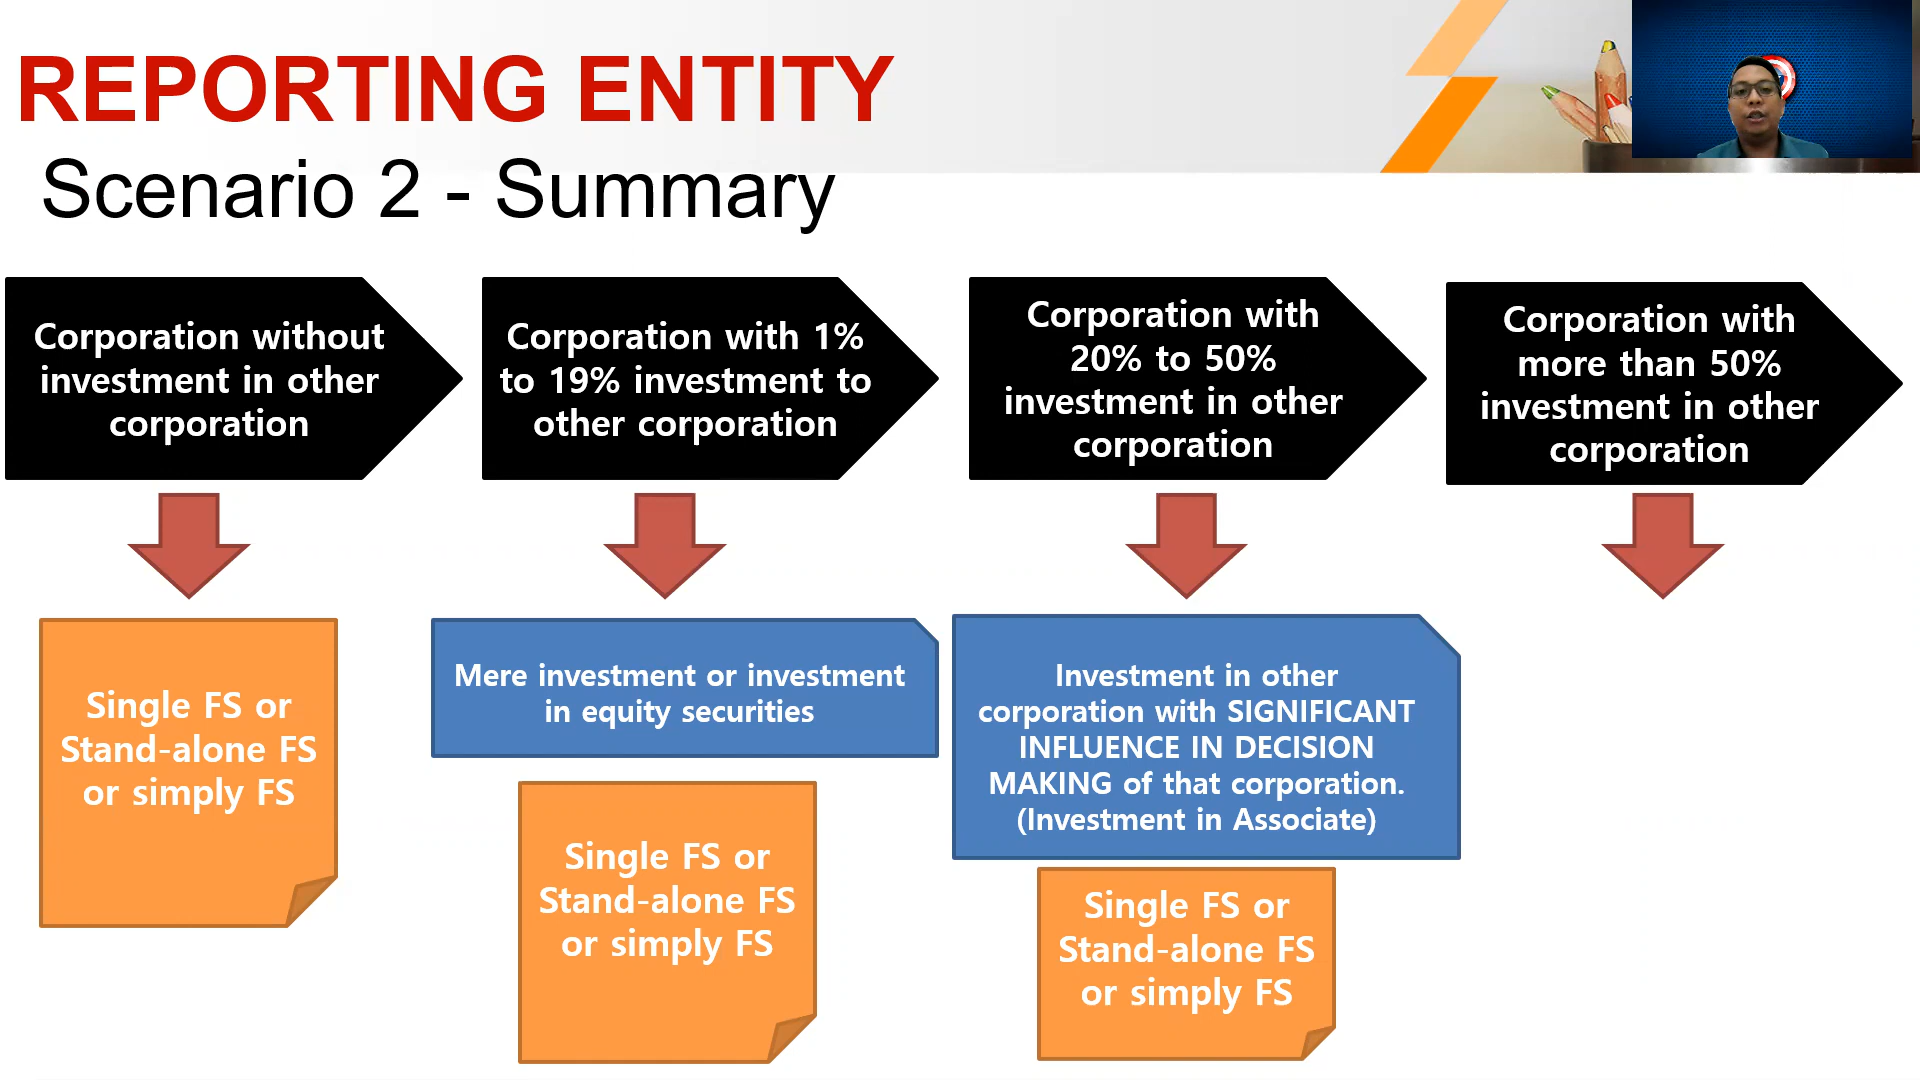 REPORTING ENTITY
Scenario 2 - Summary
Corporation without
investment in other
corporation
Corporation with 1%
to 19% investment to
other corporation
Corporation with
20% to 50%
investment in other
corporation
Corporation with
more than 50%
investment in other
corporation
Single FS or
Stand-alone FS
or simply FS
Mere investment or investment
in equity securities
Single FS or
Stand-alone FS
or simply FS
Investment in other
corporation with SIGNIFICANT
INFLUENCE IN DECISION
MAKING of that corporation.
(Investment in Associate)
Single FS or
Stand-alone FS
or simply FS